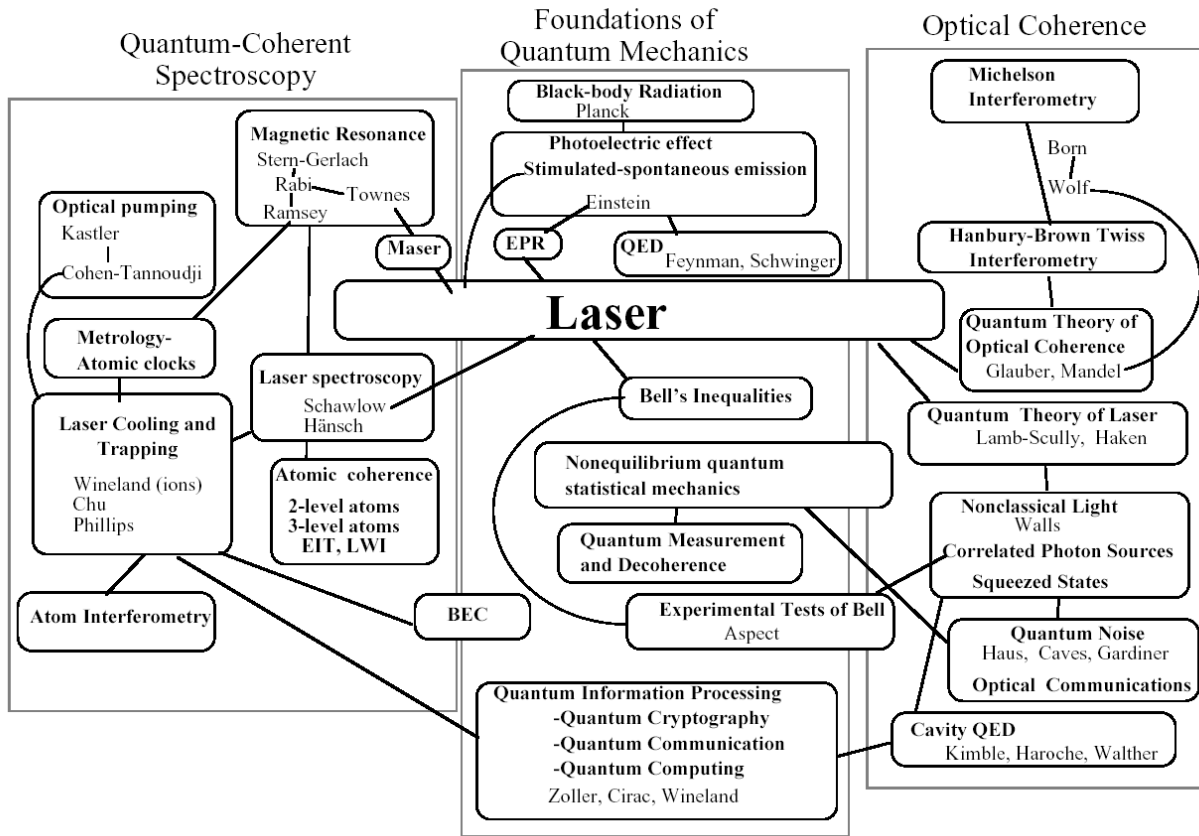 Quantum-Coherent
Spectroscopy
Foundations of
Quantum Mechanics
Optical Coherence
Magnetic Resonance
Stern-Gerlach
Rabi
Townes
Ramsey
Optical pumping
Kastler
Cohen-Tannoudji
Maser
Metrology-
Atomic clocks
Laser spectroscopy
Schawlow
Hänsch
Laser Cooling and
Trapping
Wineland (ions)
Chu
Phillips
Atomic coherence
2-level atoms
3-level atoms
EIT, LWI
Atom Interferometry
BEC
Black-body Radiation
Planck
Photoelectric effect
Stimulated-spontaneous emission
Einstein
EPR
QED
Feynman, Schwinger
Laser
Bell's Inequalities
Nonequilibrium quantum
statistical mechanics
Quantum Measurement
and Decoherence
Experimental Tests of Bell
Aspect
Quantum Information Processing
-Quantum Cryptography
-Quantum Communication
-Quantum Computing
Zoller, Cirac, Wineland
Michelson
Interferometry
Born
Wolf
Hanbury-Brown Twiss
Interferometry
Quantum Theory of
Optical Coherence
Glauber, Mandel
Quantum Theory of Laser
Lamb-Scully, Haken
Nonclassical Light
Walls
Correlated Photon Sources
Squeezed States
Quantum Noise
Haus, Caves, Gardiner
Optical Communications
Cavity QED
Kimble, Haroche, Walther